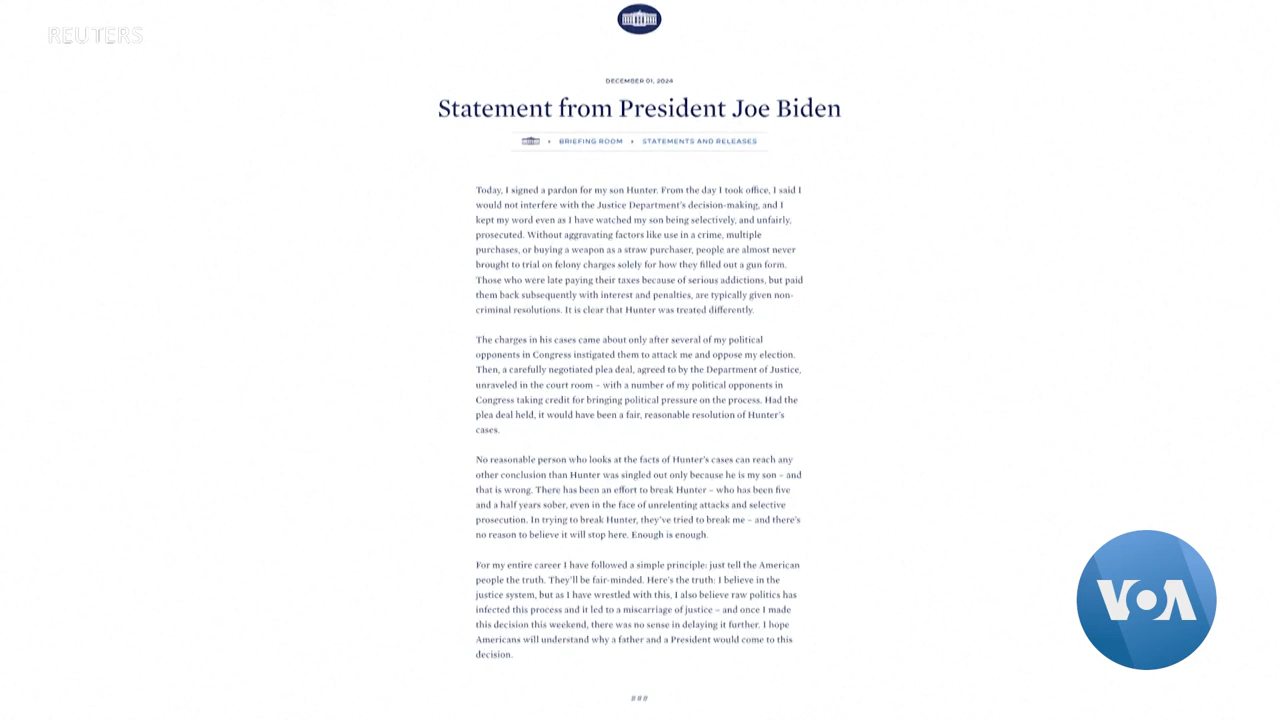 REUTERS
DECEMBER 01, 2024
Statement from President Joe Biden
BRIEFING ROOM STATEMENTS AND RELEASES
Today, I signed a pardon for my son Hunter. From the day I took office, I said I
would not interfere with the Justice Department's decision-making, and I
kept my word even as I have watched my son being selectively, and unfairly,
prosecuted. Without aggravating factors like use in a crime, multiple
purchases, or buying a weapon as a straw purchaser, people are almost never
brought to trial on felony charges solely for how they filled out a gun form.
Those who were late paying their taxes because of serious addictions, but paid
them back subsequently with interest and penalties, are typically given non-
criminal resolutions. It is clear that Hunter was treated differently.
The charges in his cases came about only after several of my political
opponents in Congress instigated them to attack me and oppose my election.
Then, a carefully negotiated plea deal, agreed to by the Department of Justice,
unraveled in the court room – with a number of my political opponents in
Congress taking credit for bringing political pressure on the process. Had the
plea deal held, it would have been a fair, reasonable resolution of Hunter's
cases.
No reasonable person who looks at the facts of Hunter's cases can reach any
other conclusion than Hunter was singled out only because he is my son – and
that is wrong. There has been an effort to break Hunter – who has been five
and a half years sober, even in the face of unrelenting attacks and selective
prosecution. In trying to break Hunter, they've tried to break me – and there's
no reason to believe it will stop here. Enough is enough.
For my entire career I have followed a simple principle: just tell the American
people the truth. They'll be fair-minded. Here's the truth: I believe in the
justice system, but as I have wrestled with this, I also believe raw politics has
infected this process and it led to a miscarriage of justice – and once I made
this decision this weekend, there was no sense in delaying it further. I hope
Americans will understand why a father and a President would come to this
decision.
###
VOA